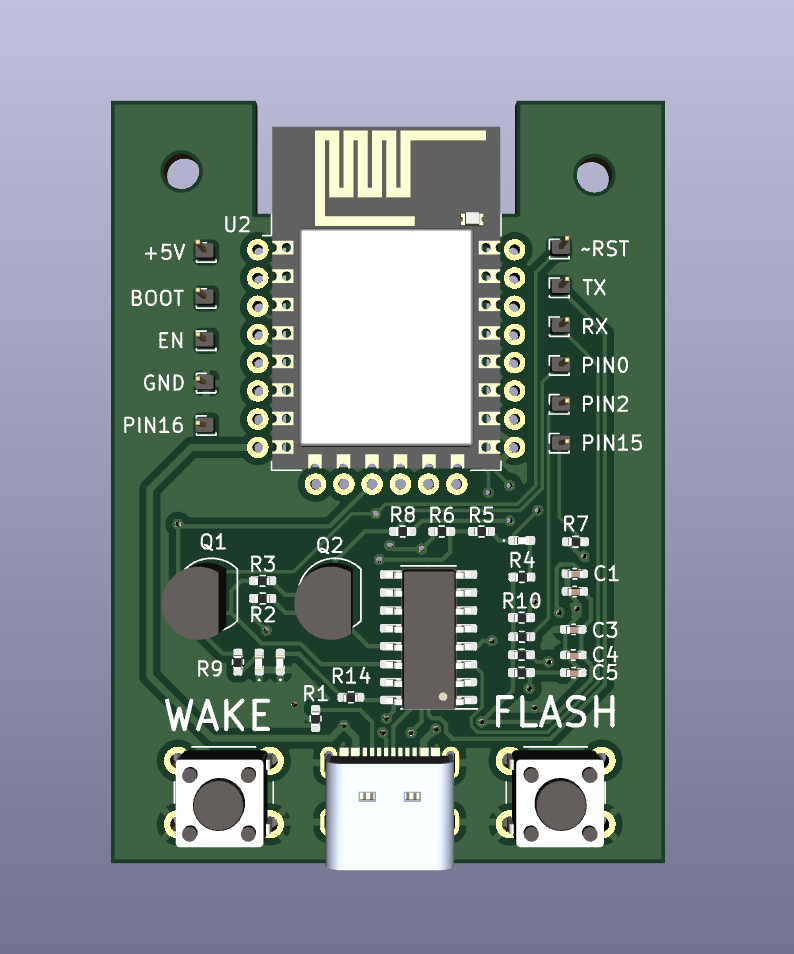 U2
+5V
~RST
BOOT
TX
EN
RX
GND
PIN0
PIN16
PIN2
PIN15
R8
R6
R5
R7
Q1
Q2
R3
R4
C1
R2
R10
C3
R9
R14
C4
C5
R1
WAKE
FLASH